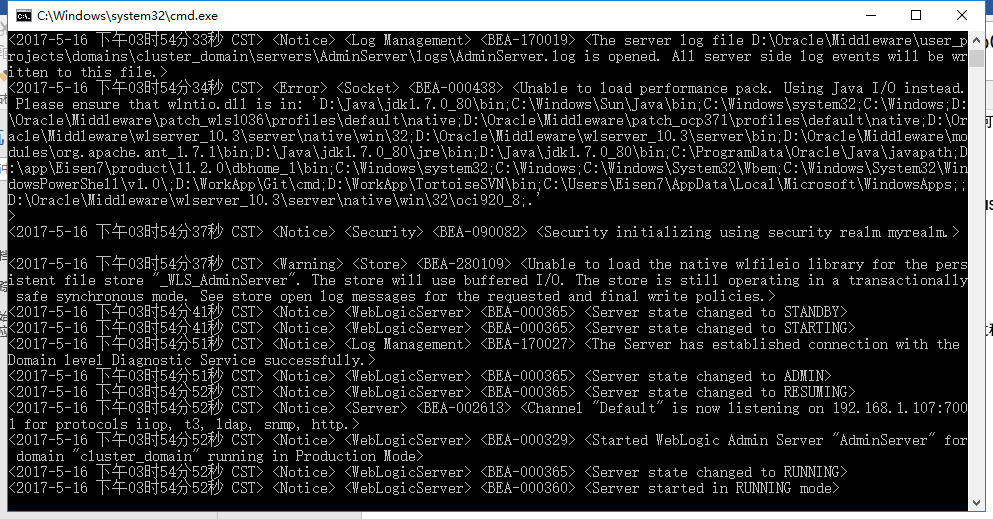 C:\Windows\system32\cmd.exe
<2017-5-16 下午03时54分33秒 CST> <Notice> <Log Management> <BEA-170019> <The server log file D:\Oracle\Middleware\user_p
rojects\domains\cluster_domain\servers\AdminServer\logs\AdminServer.log is opened. All server side log events will be wr
itten to this file.>
<2017-5-16 下午03时54分34秒 CST> <Error> <Socket> <BEA-000438> <Unable to load performance pack. Using Java I/O instead.
 Please ensure that wlntio.dll is in: 'D:\Java\jdk1.7.0_80\bin;C:\Windows\Sun\Java\bin;C:\Windows\system32;C:\Windows;D:
\Oracle\Middleware\patch_wls1036\profiles\default\native;D:\Oracle\Middleware\patch_ocp371\profiles\default\native;D:\Or
acle\Middleware\wlserver_10.3\server\native\win\32;D:\Oracle\Middleware\wlserver_10.3\server\bin;D:\Oracle\Middleware\mo
dules\org.apache.ant_1.7.1\bin;D:\Java\jdk1.7.0_80\jre\bin;D:\Java\jdk1.7.0_80\bin;C:\ProgramData\Oracle\Java\javapath;D
:\app\Eisen7\product\11.2.0\dbhome_1\bin;C:\Windows\system32;C:\Windows;C:\Windows\System32\Wbem;C:\Windows\System32\Win
dowsPowerShell\v1.0\;D:\WorkApp\Git\cmd;D:\WorkApp\TortoiseSVN\bin;C:\Users\Eisen7\AppData\Local\Microsoft\WindowsApps;;
D:\Oracle\Middleware\wlserver_10.3\server\native\win\32\oci920_8;.'
>
<2017-5-16 下午03时54分37秒 CST> <Notice> <Security> <BEA-090082> <Security initializing using security realm myrealm.>
<2017-5-16 下午03时54分37秒 CST> <Warning> <Store> <BEA-280109> <Unable to load the native wlfileio library for the pers
istent file store "_WLS_AdminServer". The store will use buffered I/O. The store is still operating in a transactionally
 safe synchronous mode. See store open log messages for the requested and final write policies.>
<2017-5-16 下午03时54分41秒 CST> <Notice> <WebLogicServer> <BEA-000365> <Server state changed to STANDBY>
<2017-5-16 下午03时54分41秒 CST> <Notice> <WebLogicServer> <BEA-000365> <Server state changed to STARTING>
<2017-5-16 下午03时54分51秒 CST> <Notice> <Log Management> <BEA-170027> <The Server has established connection with the
Domain level Diagnostic Service successfully.>
<2017-5-16 下午03时54分51秒 CST> <Notice> <WebLogicServer> <BEA-000365> <Server state changed to ADMIN>
<2017-5-16 下午03时54分52秒 CST> <Notice> <WebLogicServer> <BEA-000365> <Server state changed to RESUMING>
<2017-5-16 下午03时54分52秒 CST> <Notice> <Server> <BEA-002613> <Channel "Default" is now listening on 192.168.1.107:700
1 for protocols iiop, t3, ldap, snmp, http.>
<2017-5-16 下午03时54分52秒 CST> <Notice> <WebLogicServer> <BEA-000329> <Started WebLogic Admin Server "AdminServer" for
 domain "cluster_domain" running in Production Mode>
<2017-5-16 下午03时54分52秒 CST> <Notice> <WebLogicServer> <BEA-000365> <Server state changed to RUNNING>
<2017-5-16 下午03时54分52秒 CST> <Notice> <WebLogicServer> <BEA-000360> <Server started in RUNNING mode>